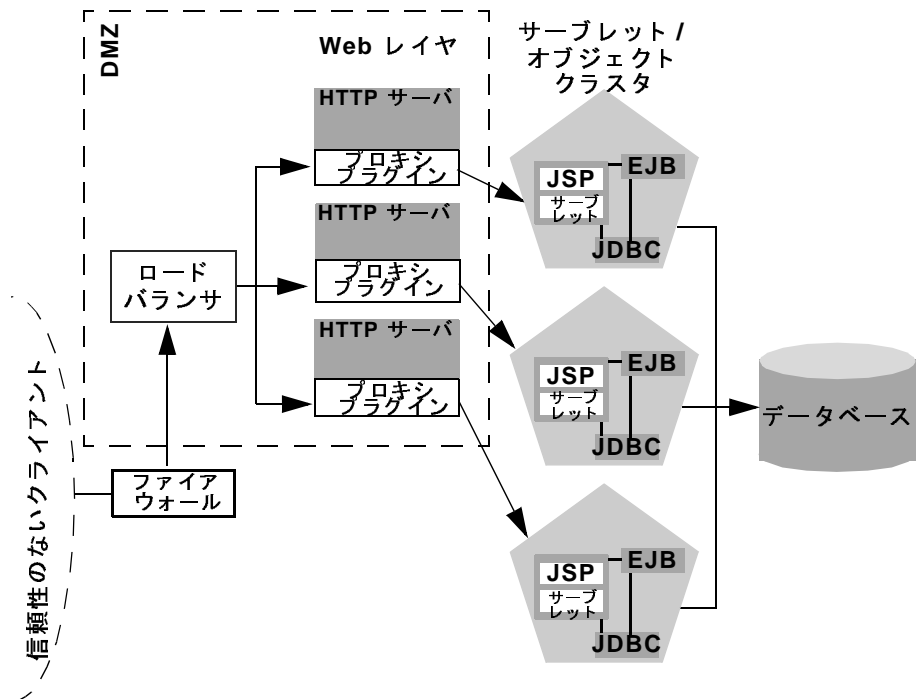 DMZ
Web レイヤ
サーブレット /
オブジェクト
クラスタ
HTTP サーバ
プロキシ
プラグイン
HTTP サーバ
プロキシ
プラグイン
HTTP サーバ
プロキシ
プラグイン
ロード
バランサ
ファイア
ウォール
信頼性のないクライアント
JSP
サーブ
レット
EJB
JDBC
JSP
サーブ
レット
EJB
JDBC
JSP
サーブ
レット
EJB
JDBC
データベース